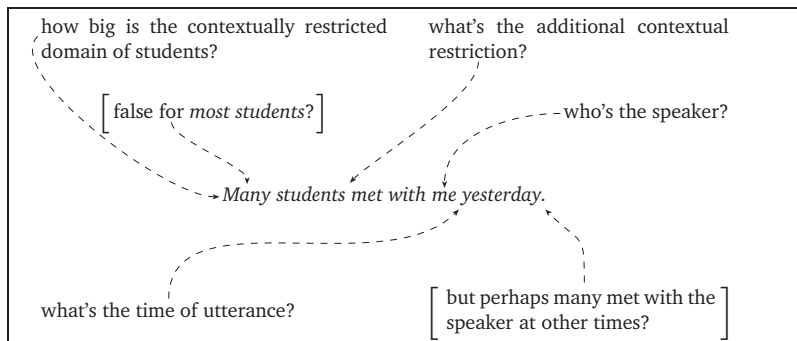 how big is the contextually restricted
domain of students?
what's the additional contextual
restriction?
[false for most students?]
who's the speaker?
Many students met with me yesterday.
what's the time of utterance?
[but perhaps many met with the
speaker at other times?]